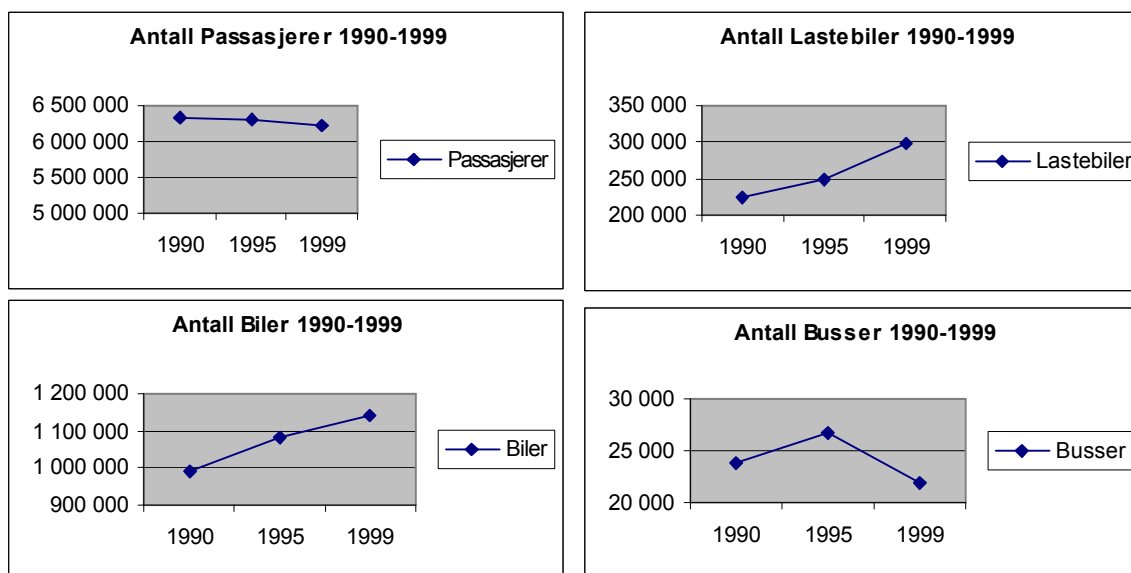 Antall Passasjerer 1990-1999
6 500 000
6 000 000
5 500 000
5 000 000
1990 1995 1999
Passasjerer
Antall Lastebiler 1990-1999
350 000
300 000
250 000
200 000
1990 1995 1999
Lastebiler
Antall Biler 1990-1999
1 200 000
1 100 000
1 000 000
900 000
1990 1995 1999
Biler
Antall Busser 1990-1999
30 000
25 000
20 000
1990 1995 1999
Busser